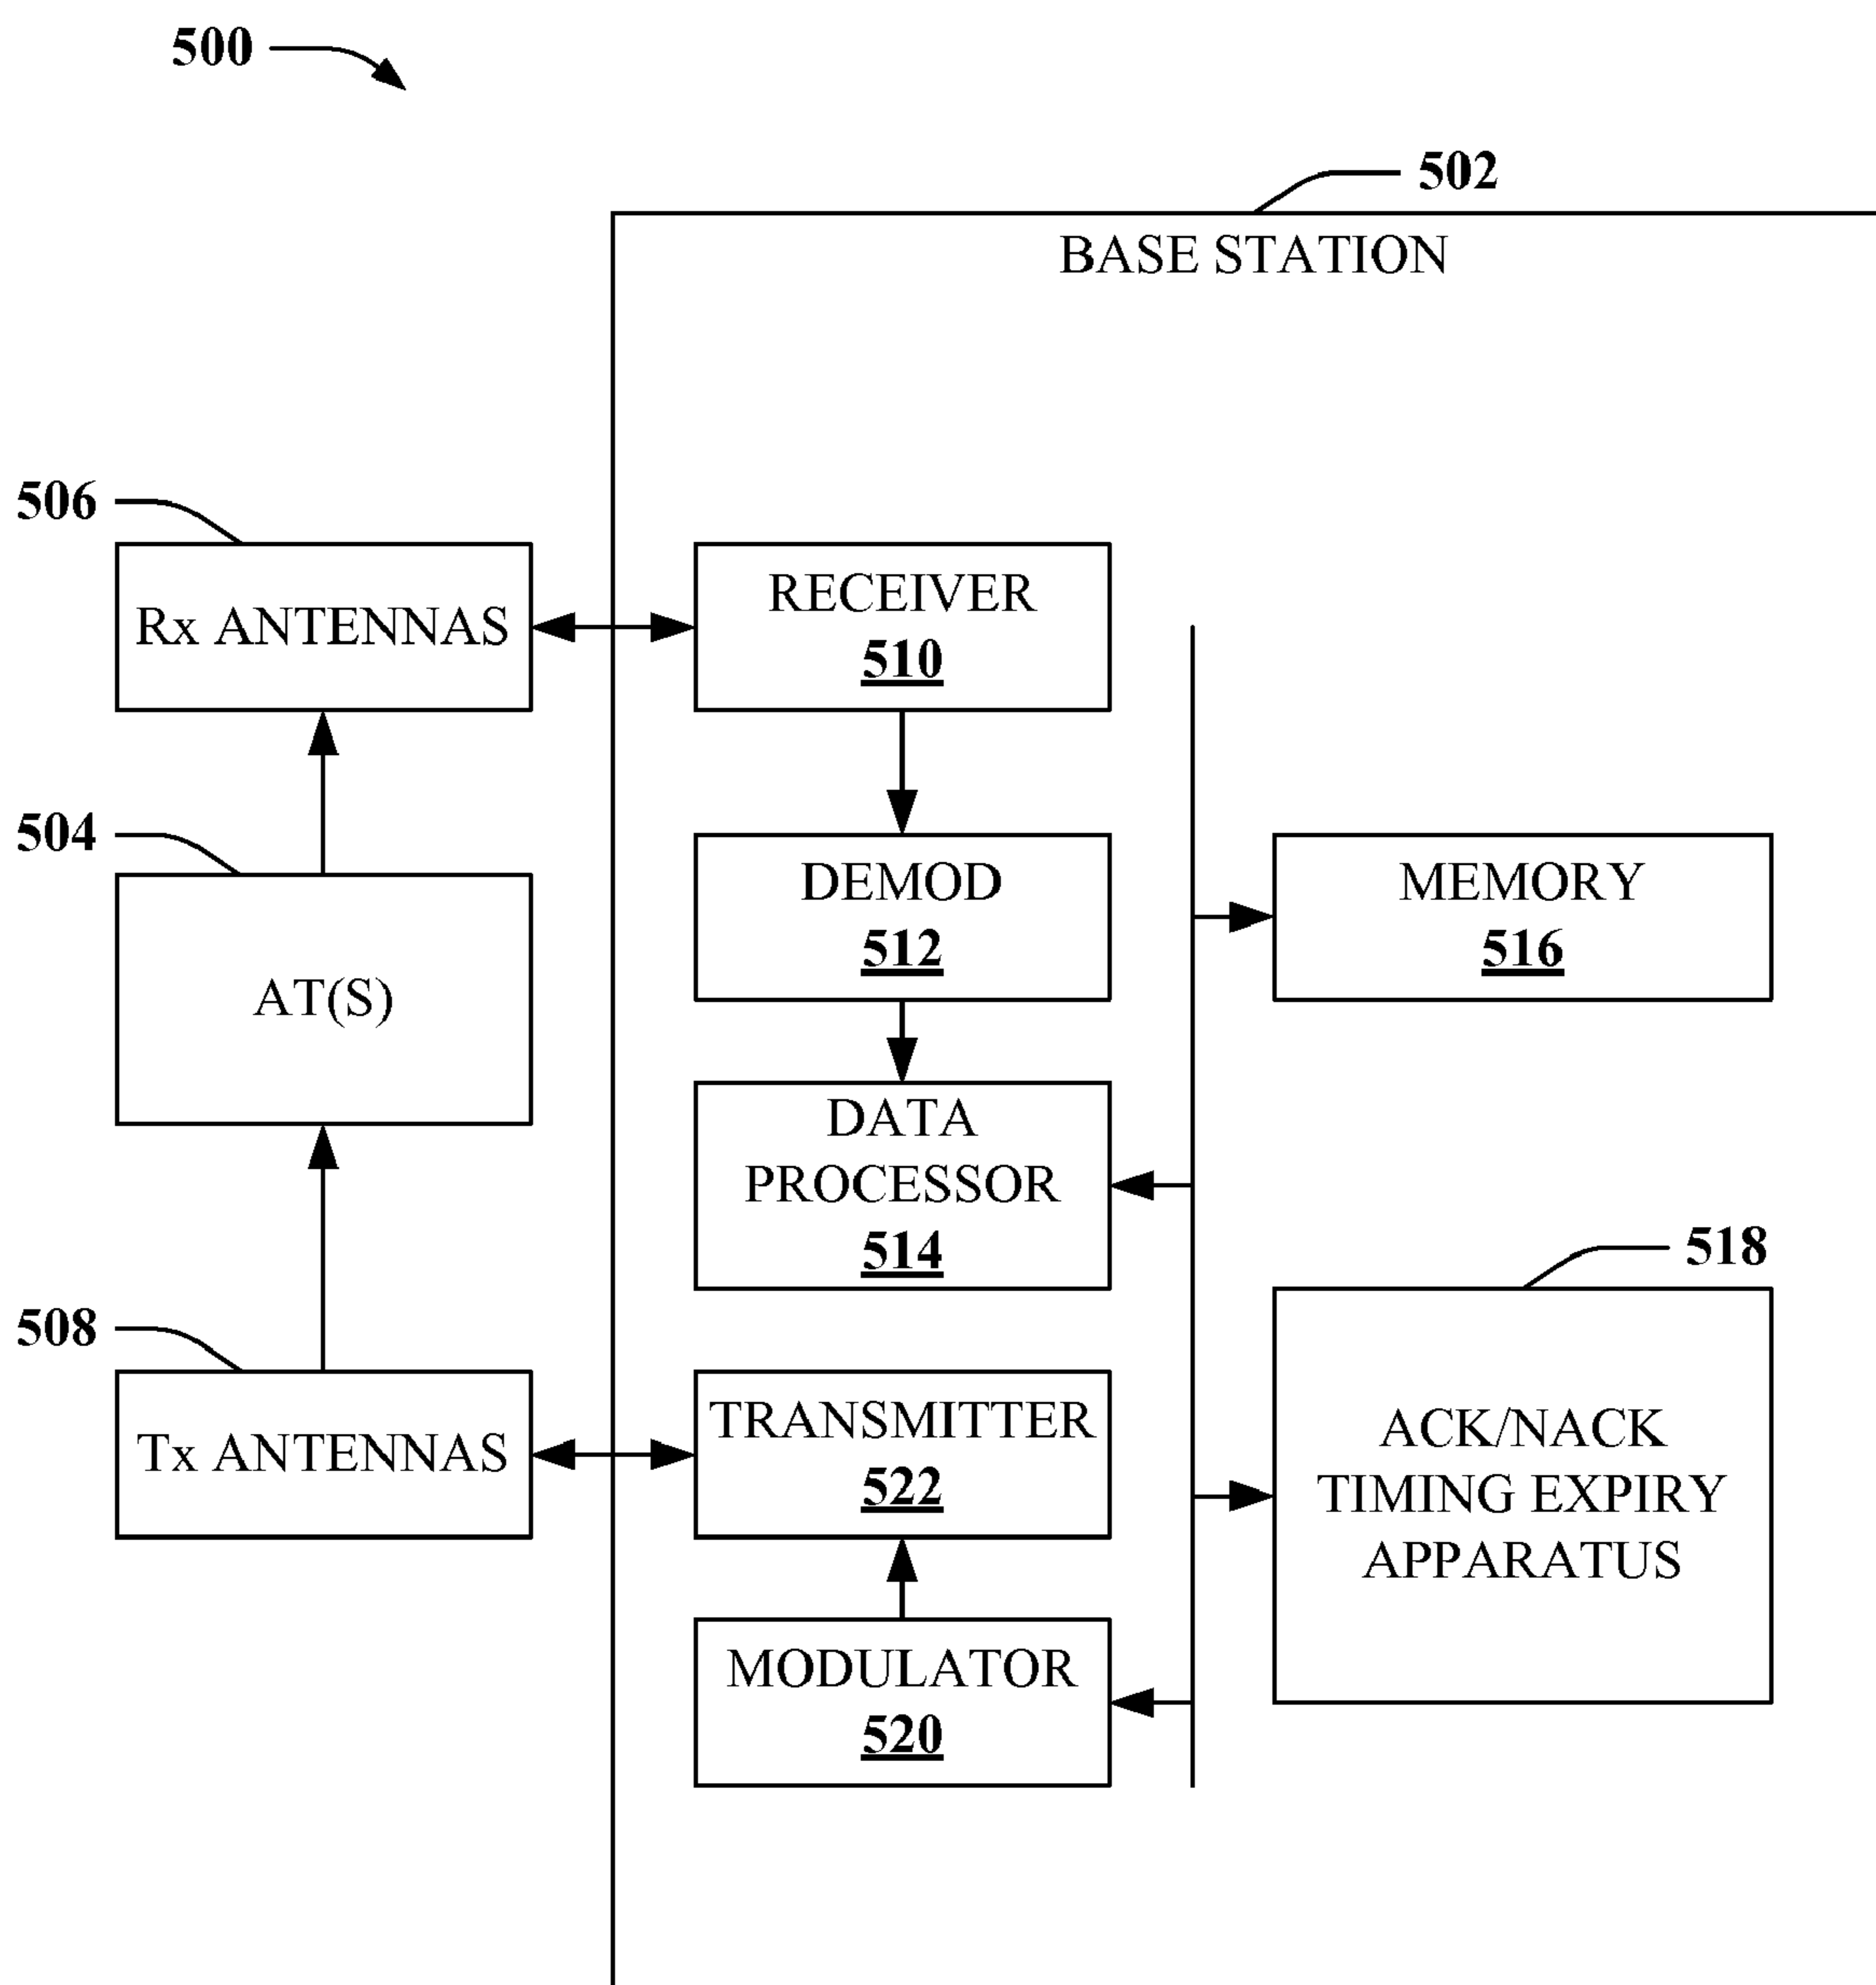 500
502
BASE STATION
506
Rx ANTENNAS
RECEIVER
510
504
AT(S)
DEMOD
512
MEMORY
516
DATA
PROCESSOR
514
518
508
Tx ANTENNAS
TRANSMITTER
522
ACK/NACK
TIMING EXPIRY
APPARATUS
MODULATOR
520